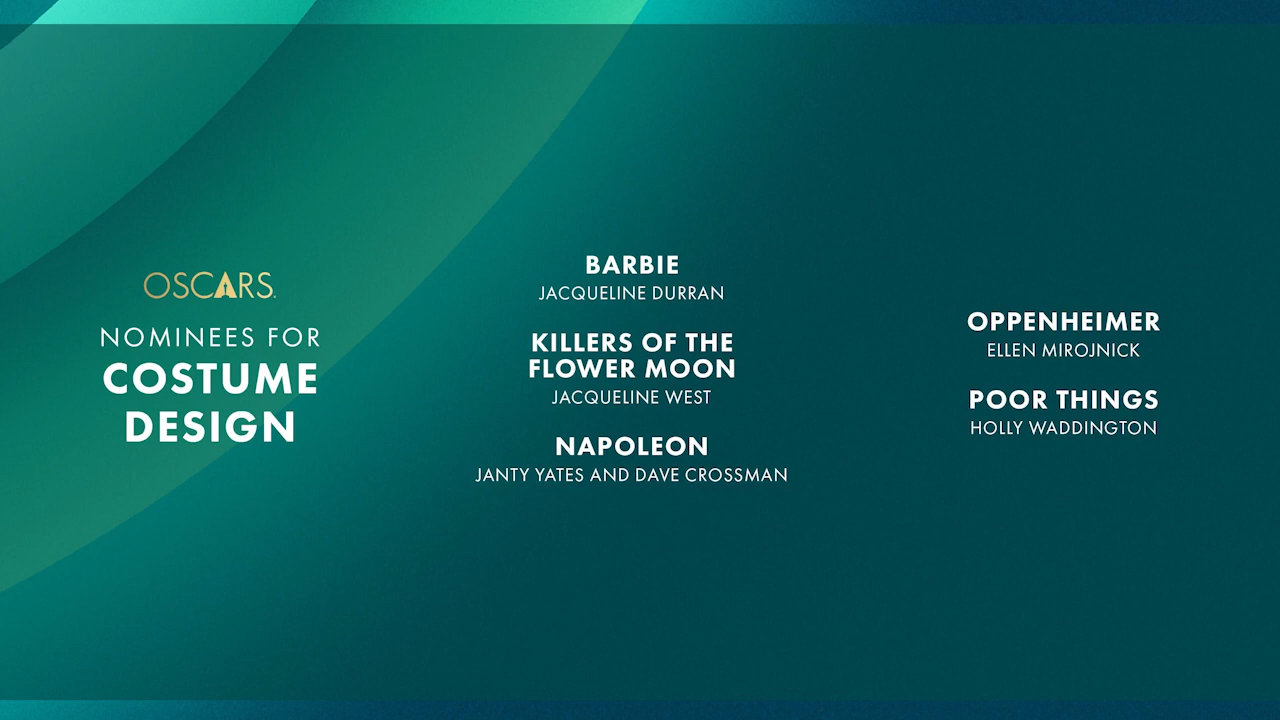 OSCARS.
NOMINEES FOR
COSTUME
DESIGN
BARBIE
JACQUELINE DURRAN
KILLERS OF THE
FLOWER MOON
JACQUELINE WEST
NAPOLEON
JANTY YATES AND DAVE CROSSMAN
OPPENHEIMER
ELLEN MIROJNICK
POOR THINGS
HOLLY WADDINGTON